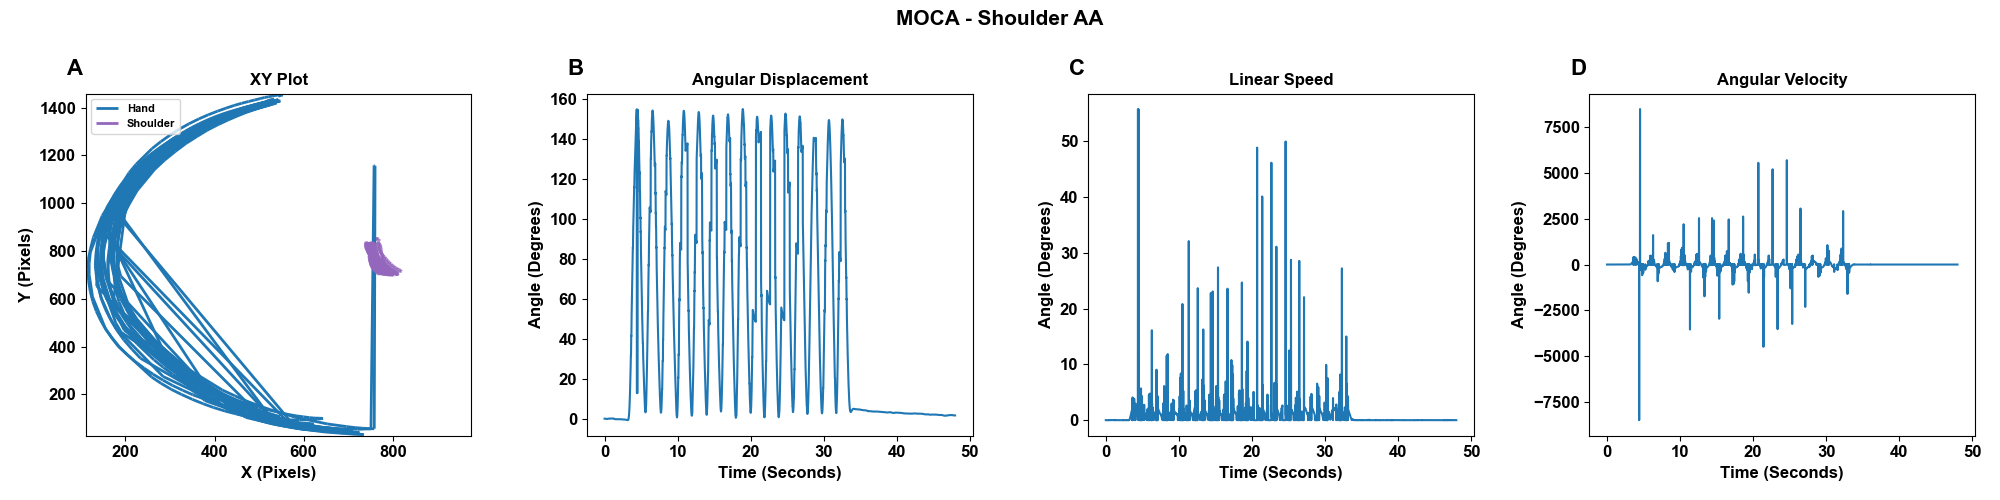 MOCA - Shoulder AA
A
XY Plot
Hand
Shoulder
1400
1200
1000
800
600
400
200
Y (Pixels)
200
400
600
800
X (Pixels)
B
Angular Displacement
160
140
120
100
80
60
40
20
0
Angle (Degrees)
0
10
20
30
40
50
Time (Seconds)
C
Linear Speed
50
40
30
20
10
0
Angle (Degrees)
0
10
20
30
40
50
Time (Seconds)
D
Angular Velocity
7500
5000
2500
0
−2500
−5000
−7500
Angle (Degrees)
0
10
20
30
40
50
Time (Seconds)